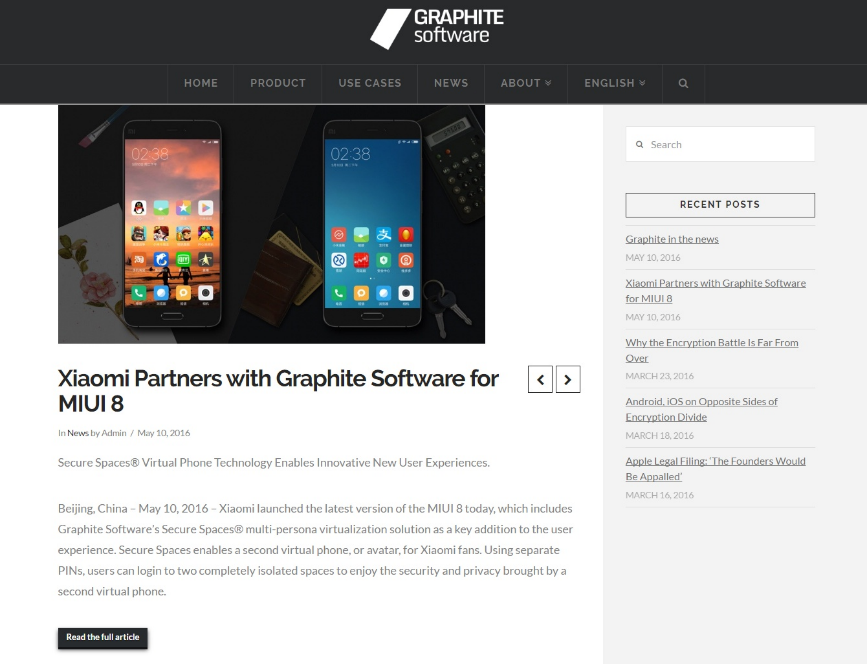 GRAPHITE
software
HOME PRODUCT USE CASES NEWS ABOUT ENGLISH
02:38
02:38
Xiaomi Partners with Graphite Software for
MIUI 8
In News by Admin / May 10, 2016
Secure Spaces® Virtual Phone Technology Enables Innovative New User Experiences.
Beijing, China – May 10, 2016 – Xiaomi launched the latest version of the MIUI 8 today, which includes
Graphite Software's Secure Spaces® multi-persona virtualization solution as a key addition to the user
experience. Secure Spaces enables a second virtual phone, or avatar, for Xiaomi fans. Using separate
PINs, users can login to two completely isolated spaces to enjoy the security and privacy brought by a
second virtual phone.
Read the full article
Search
RECENT POSTS
Graphite in the news
MAY 10, 2016
Xiaomi Partners with Graphite Software
for MIUI 8
MAY 10, 2016
Why the Encryption Battle Is Far From
Over
MARCH 23, 2016
Android, iOS on Opposite Sides of
Encryption Divide
MARCH 18, 2016
Apple Legal Filing: 'The Founders Would
Be Appalled'
MARCH 16, 2016